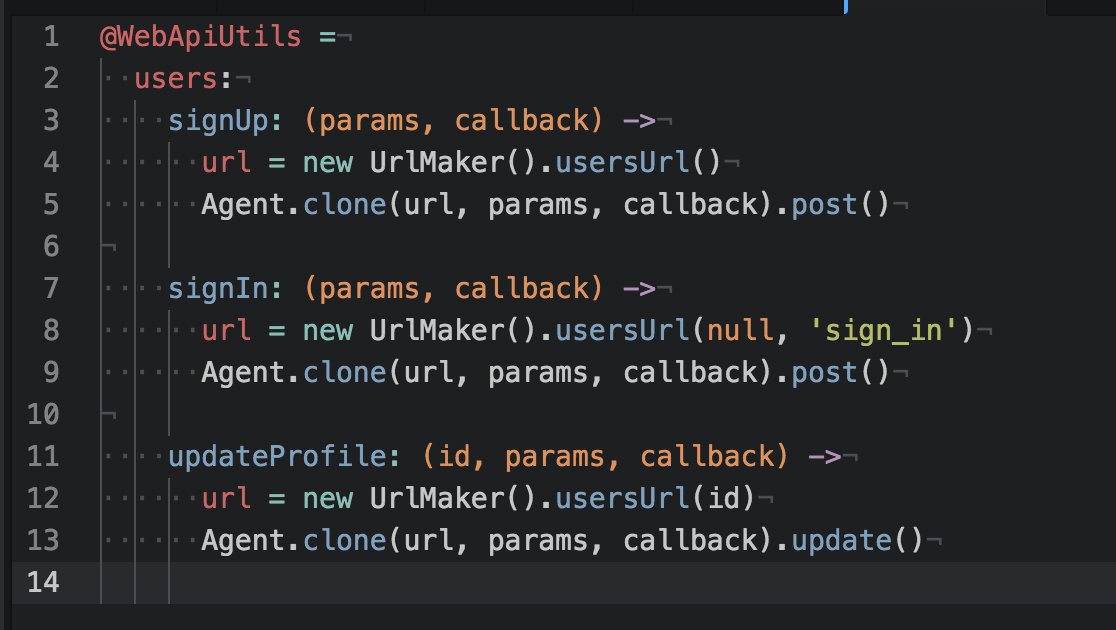 1 @WebApiUtils =¬
2 ··users:¬
3 ····signUp: (params, callback) ->¬
4 ······url = new UrlMaker().usersUrl()¬
5 ······Agent.clone(url, params, callback).post()¬
6 ¬
7 ····signIn: (params, callback) ->¬
8 ······url = new UrlMaker().usersUrl(null, 'sign_in')¬
9 ······Agent.clone(url, params, callback).post()¬
10 ¬
11 ····updateProfile: (id, params, callback) ->¬
12 ······url = new UrlMaker().usersUrl(id)¬
13 ······Agent.clone(url, params, callback).update()¬
14